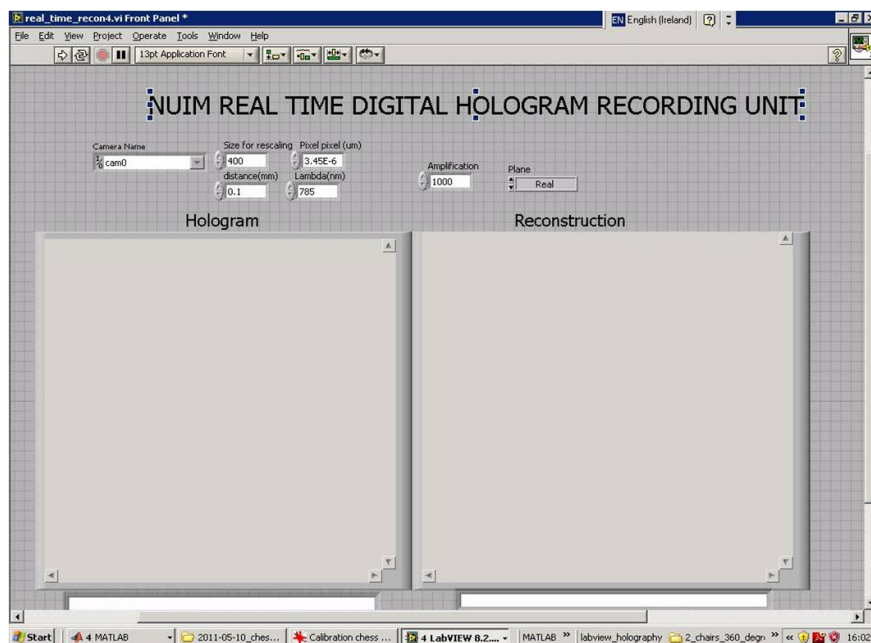 real_time_recon4.vi Front Panel *
EN English (Ireland)
File Edit View Project Operate Tools Window Help
13pt Application Font
NUIM REAL TIME DIGITAL HOLOGRAM RECORDING UNIT
Camera Name Size for rescaling Pixel pixel (um)
cam0 400 3.45E-6
distance(mm) Lambda(nm)
0.1 785
Amplification Plane
1000 Real
Hologram Reconstruction
Start 4 MATLAB 2011-05-10_ches... Calibration chess ... 4 LabVIEW 8.2.... MATLAB » labview_holography 2_chairs_360_degn » « 16:02